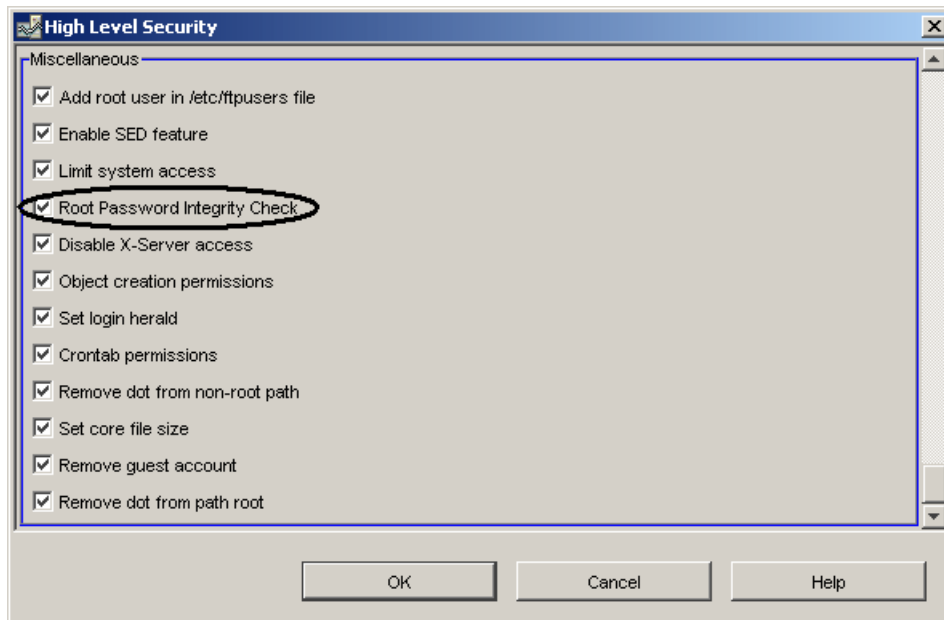 High Level Security
Miscellaneous
Add root user in /etc/ftpusers file
Enable SED feature
Limit system access
Root Password Integrity Check
Disable X-Server access
Object creation permissions
Set login herald
Crontab permissions
Remove dot from non-root path
Set core file size
Remove guest account
Remove dot from path root
OK Cancel Help